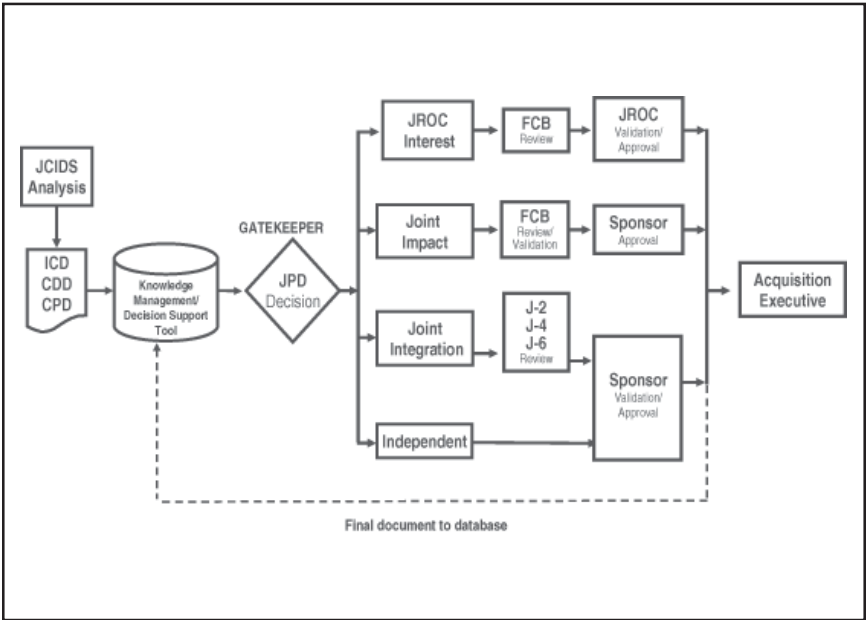 JCIDS
Analysis
ICD
CDD
CPD
Knowledge
Management/
Decision Support
Tool
GATEKEEPER
JPD
Decision
JROC
Interest
FCB
Review
JROC
Validation/
Approval
Joint
Impact
FCB
Review/
Validation
Sponsor
Approval
Joint
Integration
J-2
J-4
J-6
Review
Sponsor
Validation/
Approval
Independent
Acquisition
Executive
Final document to database